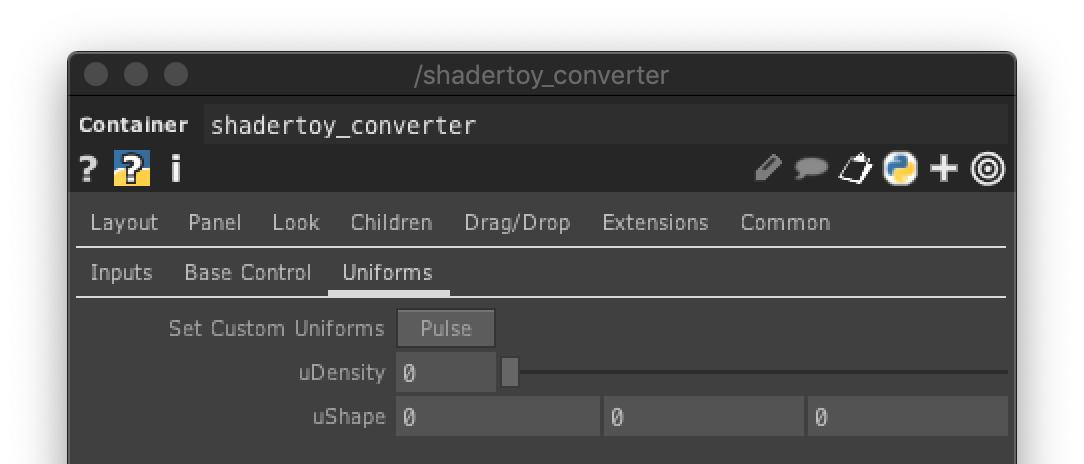 /shadertoy_converter
Container shadertoy_converter
? ? i
Layout Panel Look Children Drag/Drop Extensions Common
Inputs Base Control Uniforms
Set Custom Uniforms Pulse
uDensity 0
uShape 0 0 0